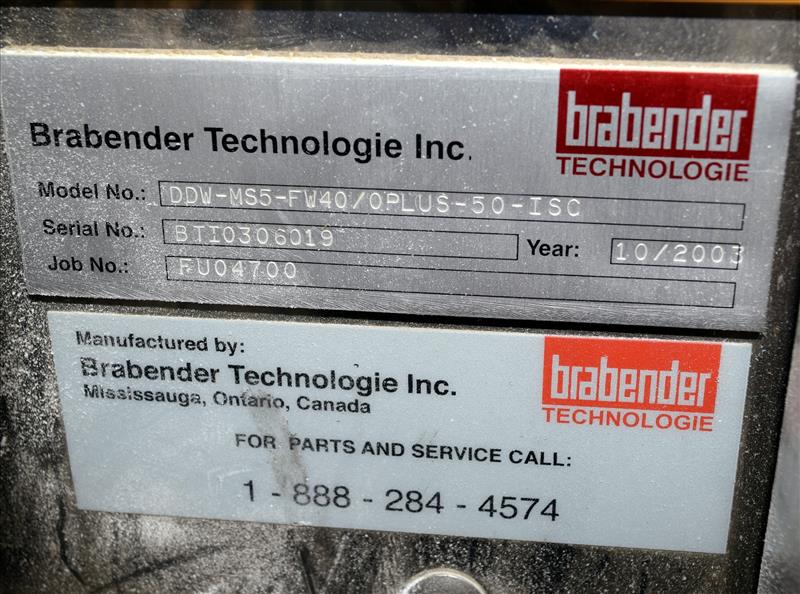 brabender
TECHNOLOGIE
Brabender Technologie Inc.
Model No.: DDW-MS5-FW40/0PLUS-50-ISC
Serial No.: BTI0306019 Year: 10/2003
Job No.: FU04700
Manufactured by:
Brabender Technologie Inc.
Mississauga, Ontario, Canada
brabender
TECHNOLOGIE
FOR PARTS AND SERVICE CALL:
1 - 888 - 284 - 4574